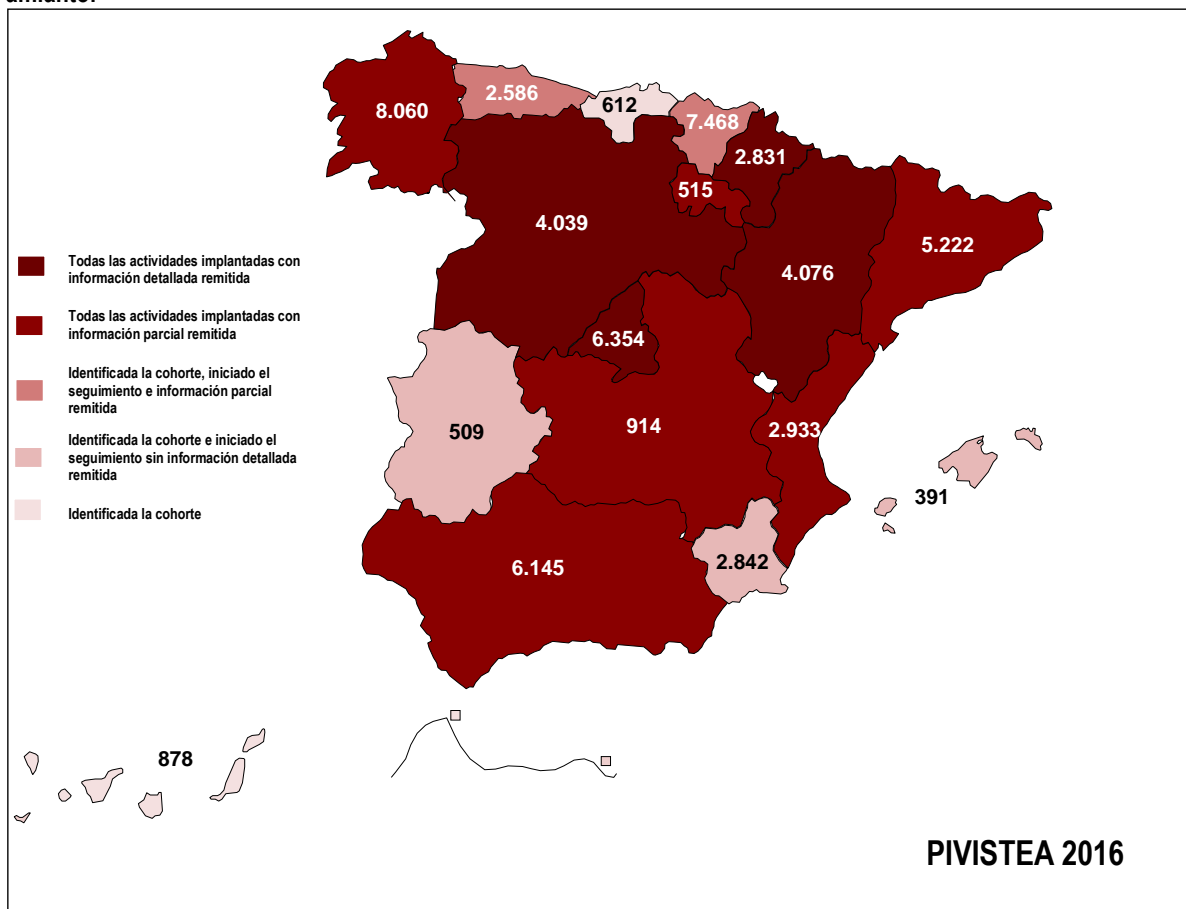 amianto.
8.060
2.586
612
7.468
2.831
515
4.039
5.222
4.076
Todas las actividades implantadas con
información detallada remitida
Todas las actividades implantadas con
información parcial remitida
6.354
Identificada la cohorte, iniciado el
seguimiento e información parcial
remitida
509
914
2.933
Identificada la cohorte e iniciado el
seguimiento sin información detallada
remitida
391
Identificada la cohorte
2.842
6.145
878
PIVISTEA 2016